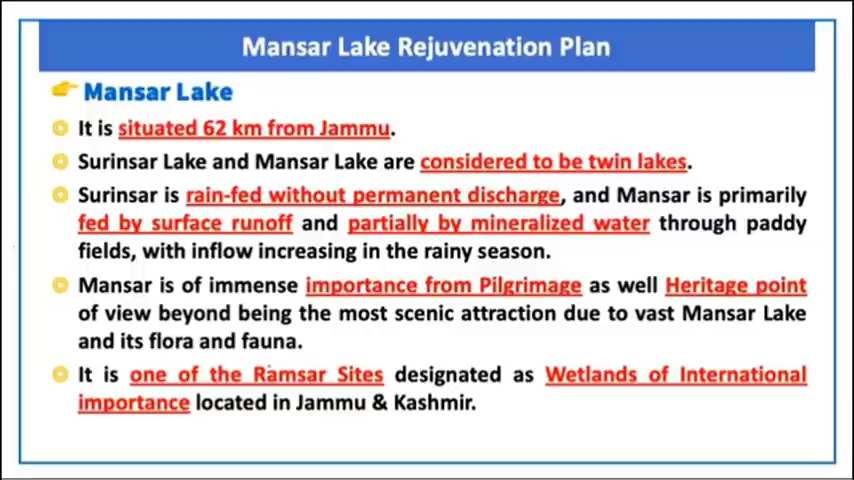 Mansar Lake Rejuvenation Plan
Mansar Lake
It is situated 62 km from Jammu.
Surinsar Lake and Mansar Lake are considered to be twin lakes.
Surinsar is rain-fed without permanent discharge, and Mansar is primarily
fed by surface runoff and partially by mineralized water through paddy
fields, with inflow increasing in the rainy season.
Mansar is of immense importance from Pilgrimage as well Heritage point
of view beyond being the most scenic attraction due to vast Mansar Lake
and its flora and fauna.
It is one of the Ramsar Sites designated as Wetlands of International
importance located in Jammu & Kashmir.